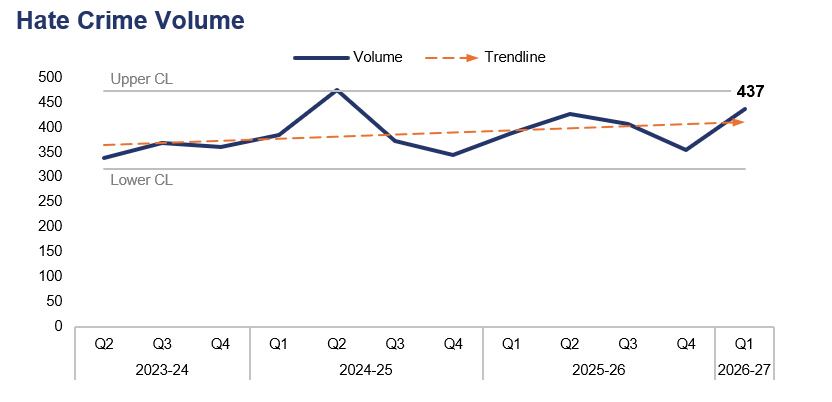 Hate Crime Volume
Volume Trendline
500
Upper CL
437
450
400
350
300
Lower CL
250
200
150
100
50
0
Q2 Q3 Q4 Q1 Q2 Q3 Q4 Q1 Q2 Q3 Q4 Q1
2023-24 2024-25 2025-26 2026-27